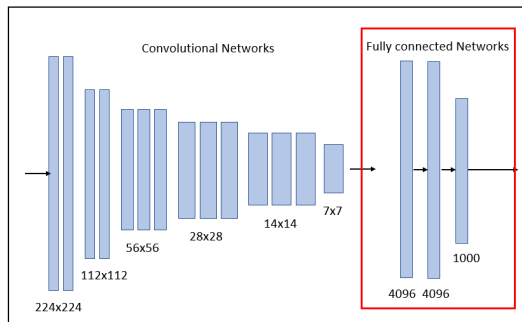 Convolutional Networks
Fully connected Networks
224x224
112x112
56x56
28x28
14x14
7x7
4096
4096
1000